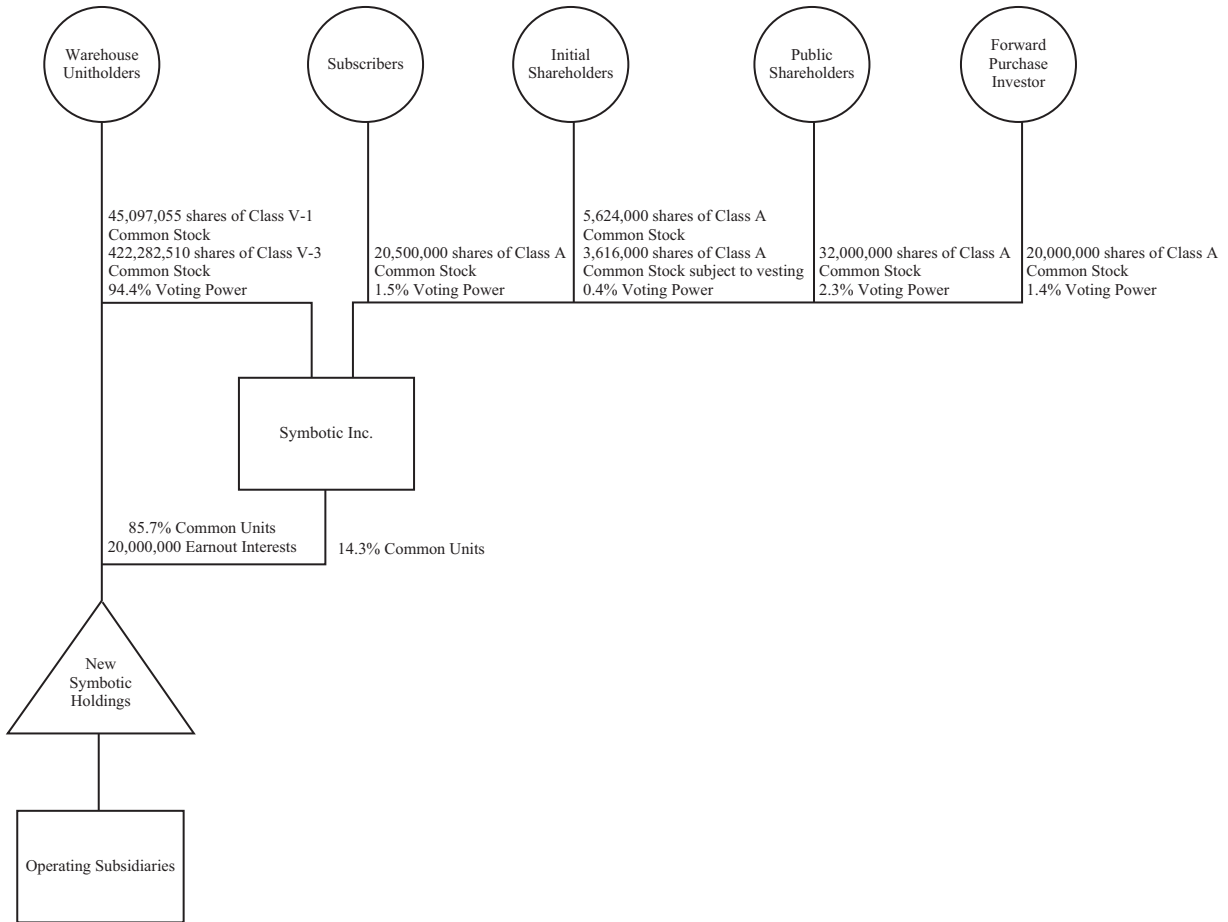 Warehouse
Unitholders
Subscribers
Initial
Shareholders
Public
Shareholders
Forward
Purchase
Investor
45,097,055 shares of Class V-1
Common Stock
422,282,510 shares of Class V-3
Common Stock
94.4% Voting Power
20,500,000 shares of Class A
Common Stock
1.5% Voting Power
5,624,000 shares of Class A
Common Stock
3,616,000 shares of Class A
Common Stock subject to vesting
0.4% Voting Power
32,000,000 shares of Class A
Common Stock
2.3% Voting Power
20,000,000 shares of Class A
Common Stock
1.4% Voting Power
Symbotic Inc.
85.7% Common Units
20,000,000 Earnout Interests
14.3% Common Units
New
Symbotic
Holdings
Operating Subsidiaries